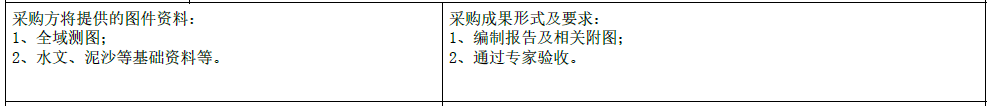 采购方将提供的图件资料：
1、全域测图；
2、水文、泥沙等基础资料等。
采购成果形式及要求：
1、编制报告及相关附图；
2、通过专家验收。